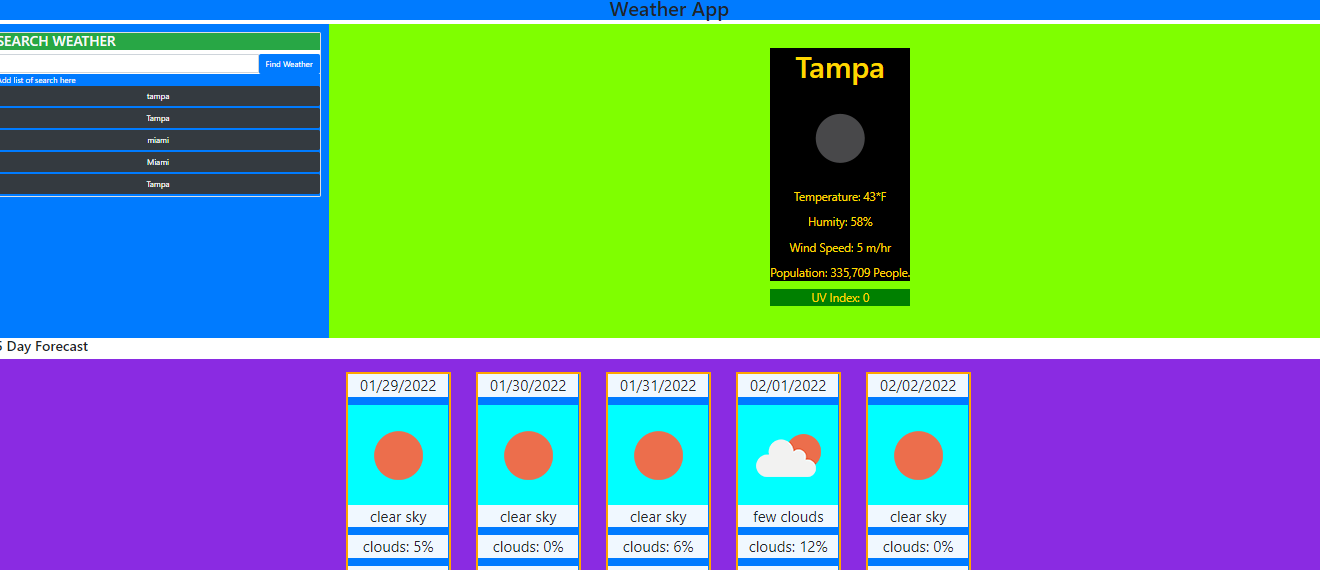 Weather App
SEARCH WEATHER
Find Weather
Add list of search here
tampa
Tampa
miami
Miami
Tampa
Tampa
Temperature: 43*F
Humity: 58%
Wind Speed: 5 m/hr
Population: 335,709 People.
UV Index: 0
5 Day Forecast
01/29/2022 01/30/2022 01/31/2022 02/01/2022 02/02/2022
clear sky clear sky clear sky few clouds clear sky
clouds: 5% clouds: 0% clouds: 6% clouds: 12% clouds: 0%